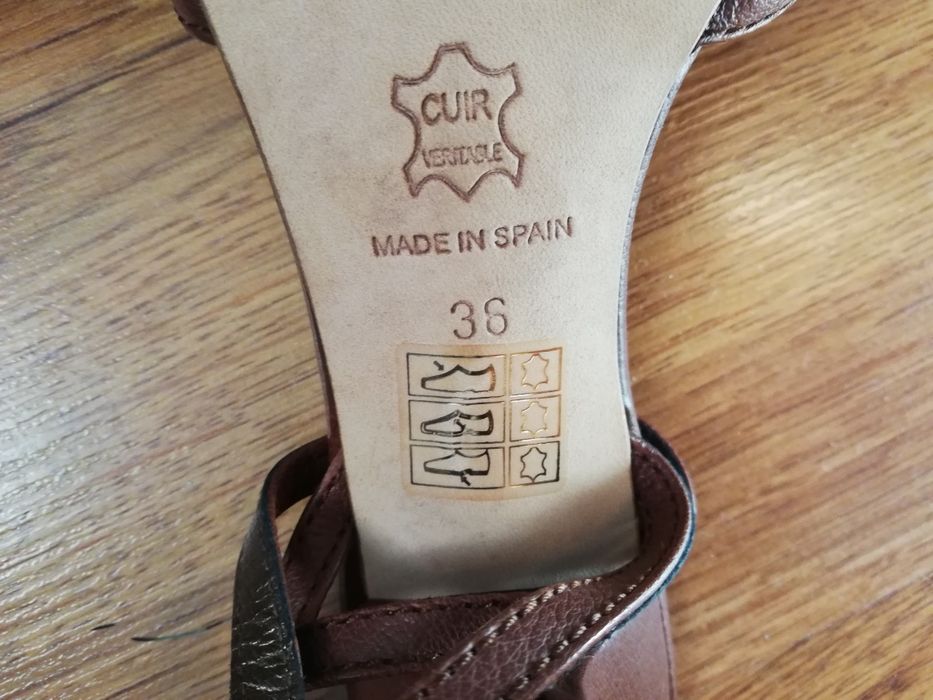 CUIR
VERITABLE
MADE IN SPAIN
36